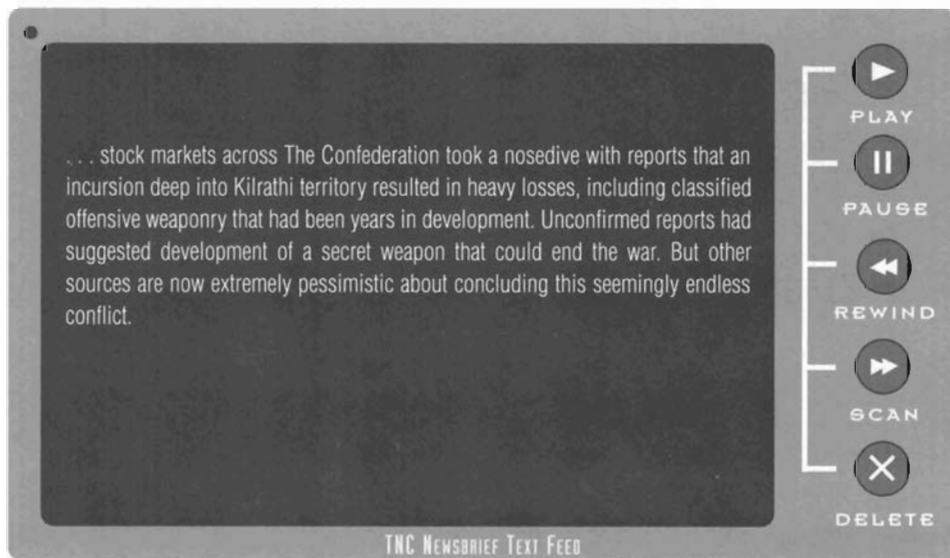 . . . stock markets across The Confederation took a nosedive with reports that an
incursion deep into Kilrathi territory resulted in heavy losses, including classified
offensive weaponry that had been years in development. Unconfirmed reports had
suggested development of a secret weapon that could end the war. But other
sources are now extremely pessimistic about concluding this seemingly endless
conflict.
TNC NEWSBRIEF TEXT FEED
PLAY
PAUSE
REWIND
SCAN
DELETE